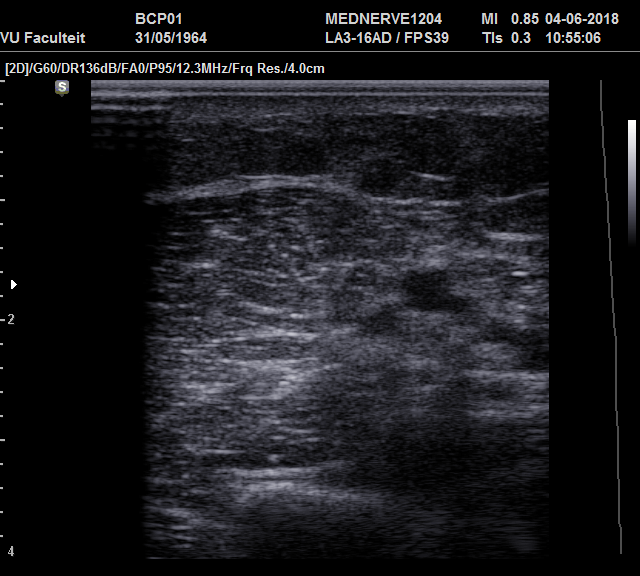 BCP01 MEDNERVE1204 MI 0.85 04-06-2018
VU Faculteit 31/05/1964 LA3-16AD / FPS39 TIs 0.3 10:55:06
[2D]/G60/DR136dB/FA0/P95/12.3MHz/Frq Res./4.0cm
S
2
4